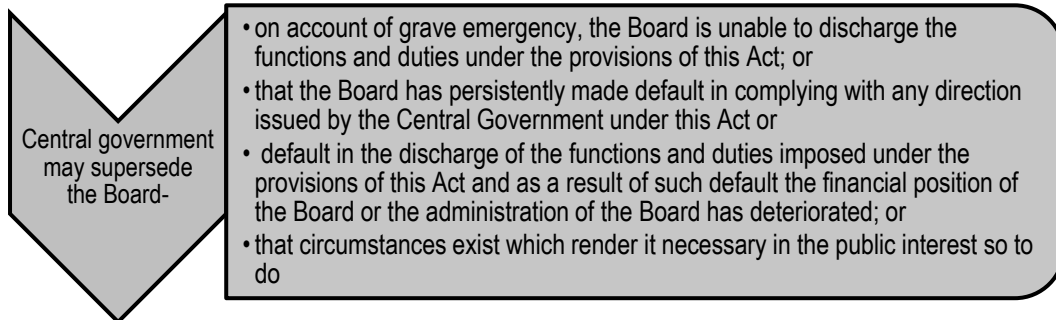 Central government
may supersede
the Board-
• on account of grave emergency, the Board is unable to discharge the
functions and duties under the provisions of this Act; or
• that the Board has persistently made default in complying with any direction
issued by the Central Government under this Act or
• default in the discharge of the functions and duties imposed under the
provisions of this Act and as a result of such default the financial position of
the Board or the administration of the Board has deteriorated; or
• that circumstances exist which render it necessary in the public interest so to
do